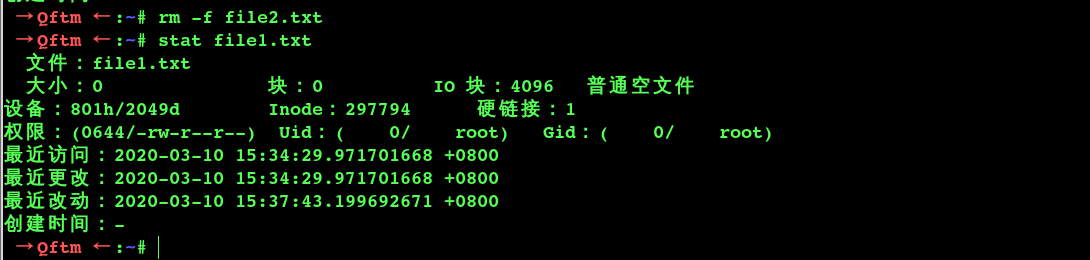 →Qftm ←:~# rm -f file2.txt
→Qftm ←:~# stat file1.txt
文件：file1.txt
大小：0 块：0 IO 块：4096 普通空文件
设备：801h/2049d Inode：297794 硬链接：1
权限：(0644/-rw-r--r--) Uid：( 0/ root) Gid：( 0/ root)
最近访问：2020-03-10 15:34:29.971701668 +0800
最近更改：2020-03-10 15:34:29.971701668 +0800
最近改动：2020-03-10 15:37:43.199692671 +0800
创建时间：-
→Qftm ←:~#